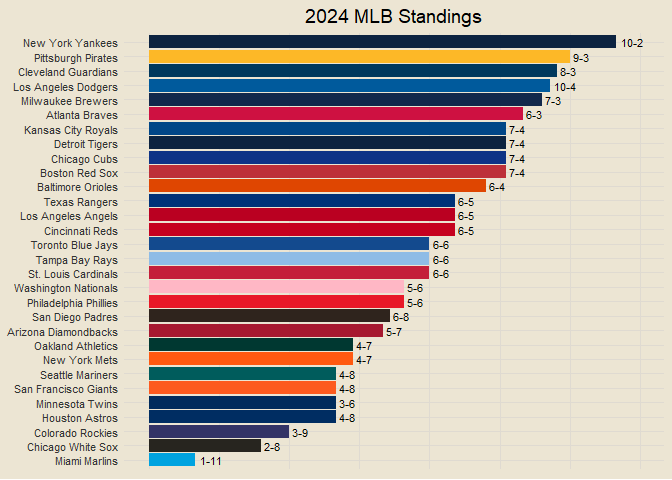 2024 MLB Standings
New York Yankees 10-2
Pittsburgh Pirates 9-3
Cleveland Guardians 8-3
Los Angeles Dodgers 10-4
Milwaukee Brewers 7-3
Atlanta Braves 6-3
Kansas City Royals 7-4
Detroit Tigers 7-4
Chicago Cubs 7-4
Boston Red Sox 7-4
Baltimore Orioles 6-4
Texas Rangers 6-5
Los Angeles Angels 6-5
Cincinnati Reds 6-5
Toronto Blue Jays 6-6
Tampa Bay Rays 6-6
St. Louis Cardinals 6-6
Washington Nationals 5-6
Philadelphia Phillies 5-6
San Diego Padres 6-8
Arizona Diamondbacks 5-7
Oakland Athletics 4-7
New York Mets 4-7
Seattle Mariners 4-8
San Francisco Giants 4-8
Minnesota Twins 3-6
Houston Astros 4-8
Colorado Rockies 3-9
Chicago White Sox 2-8
Miami Marlins 1-11